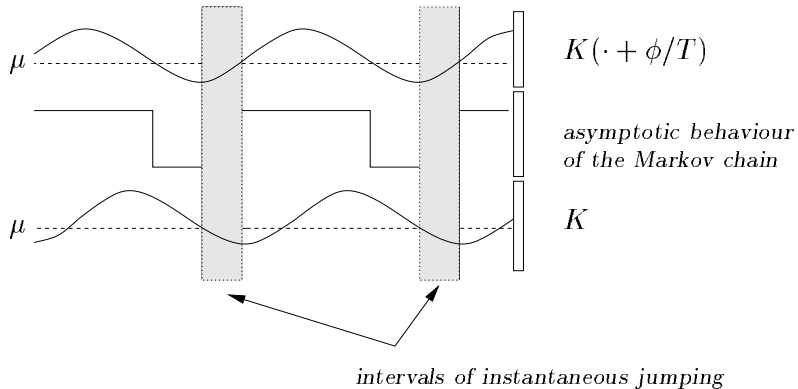 μ
K(· + ϕ/T)
asymptotic behaviour
of the Markov chain
μ
K
intervals of instantaneous jumping